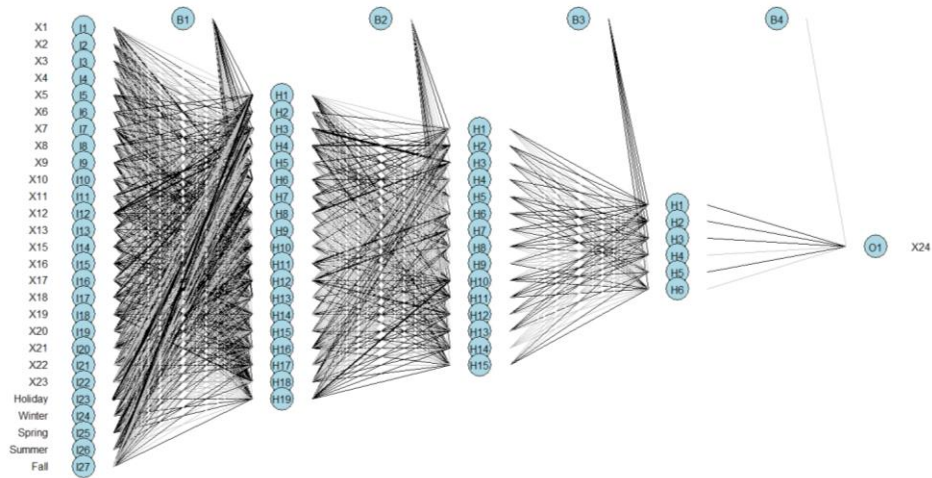 B1 B2 B3 B4
X1 I1
X2 I2
X3 I3
X4 I4
X5 I5 H1
X6 I6 H2
X7 I7 H3 H1
X8 I8 H4 H2
X9 I9 H5 H3
X10 I10 H6 H4
X11 I11 H7 H5 H1
X12 I12 H8 H6 H2
X13 I13 H9 H7 H3
X15 I14 H10 H8 H4 O1 X24
X16 I15 H11 H9 H5
X17 I16 H12 H10 H6
X18 I17 H13 H11
X19 I18 H14 H12
X20 I19 H15 H13
X21 I20 H16 H14
X22 I21 H17 H15
X23 I22 H18
Holiday I23 H19
Winter I24
Spring I25
Summer I26
Fall I27